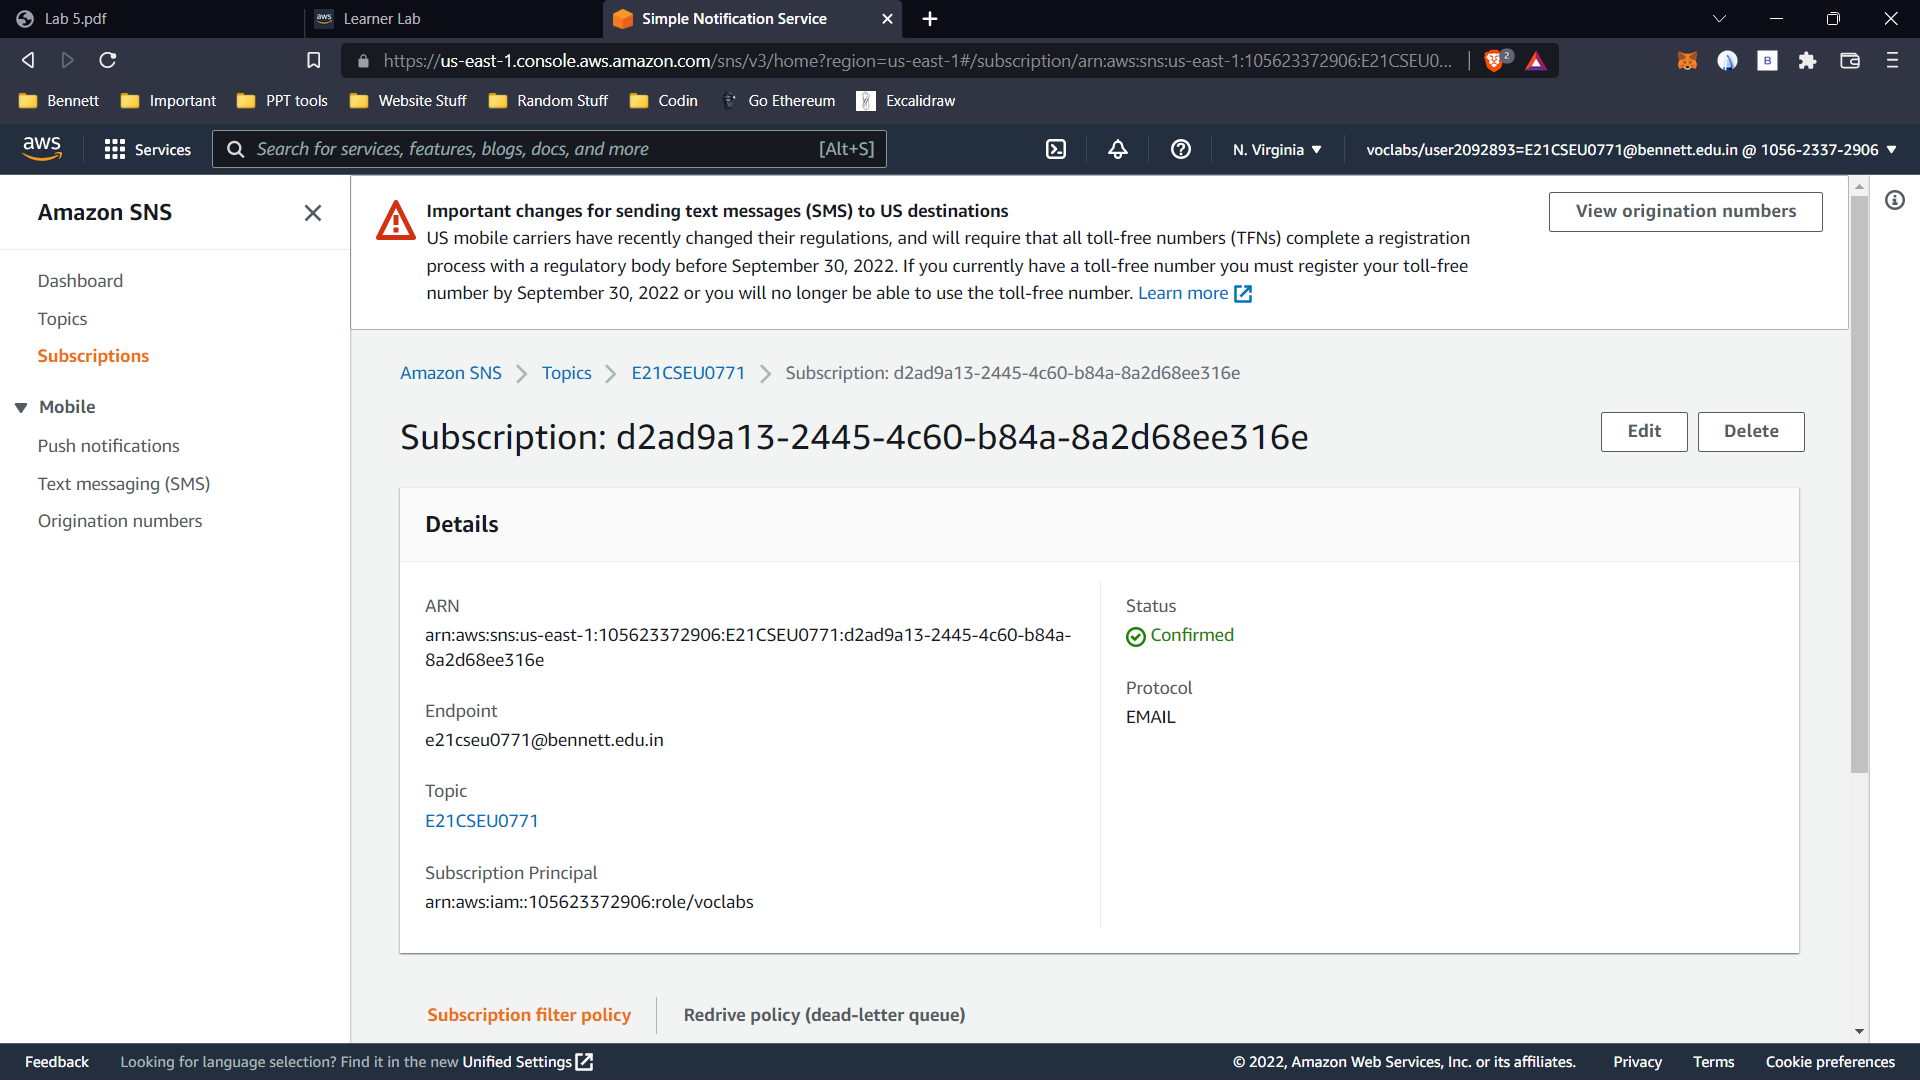 Lab 5.pdf
Learner Lab
Simple Notification Service
https://us-east-1.console.aws.amazon.com/sns/v3/home?region=us-east-1#/subscription/arn:aws:sns:us-east-1:105623372906:E21CSEU0...
2
B
Bennett
Important
PPT tools
Website Stuff
Random Stuff
Codin
Go Ethereum
Excalidraw
aws
Services
Search for services, features, blogs, docs, and more
[Alt+S]
N. Virginia
voclabs/user2092893=E21CSEU0771@bennett.edu.in @ 1056-2337-2906
Amazon SNS
Dashboard
Topics
Subscriptions
Mobile
Push notifications
Text messaging (SMS)
Origination numbers
Important changes for sending text messages (SMS) to US destinations
US mobile carriers have recently changed their regulations, and will require that all toll-free numbers (TFNs) complete a registration
process with a regulatory body before September 30, 2022. If you currently have a toll-free number you must register your toll-free
number by September 30, 2022 or you will no longer be able to use the toll-free number. Learn more
View origination numbers
Amazon SNS
Topics
E21CSEU0771
Subscription: d2ad9a13-2445-4c60-b84a-8a2d68ee316e
Subscription: d2ad9a13-2445-4c60-b84a-8a2d68ee316e
Edit
Delete
Details
ARN
arn:aws:sns:us-east-1:105623372906:E21CSEU0771:d2ad9a13-2445-4c60-b84a-
8a2d68ee316e
Endpoint
e21cseu0771@bennett.edu.in
Topic
E21CSEU0771
Subscription Principal
arn:aws:iam::105623372906:role/voclabs
Status
Confirmed
Protocol
EMAIL
Subscription filter policy
Redrive policy (dead-letter queue)
Feedback
Looking for language selection? Find it in the new Unified Settings
© 2022, Amazon Web Services, Inc. or its affiliates.
Privacy
Terms
Cookie preferences